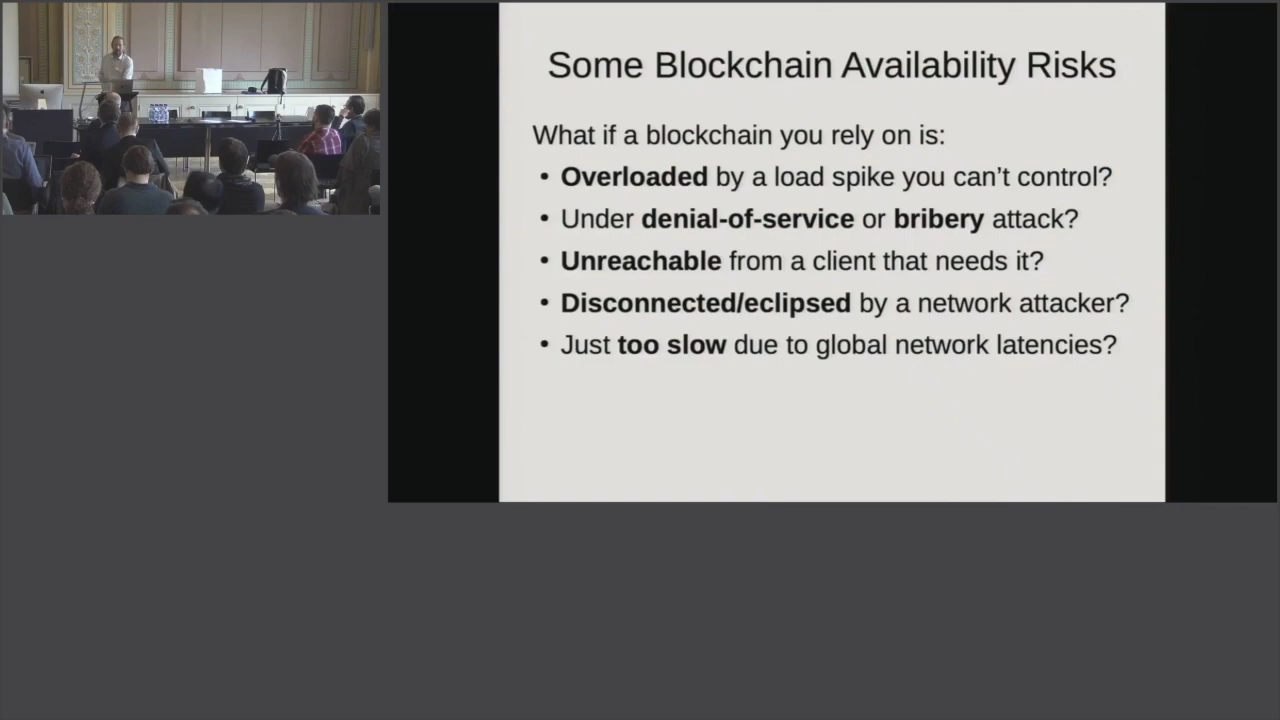 Some Blockchain Availability Risks
What if a blockchain you rely on is:
• Overloaded by a load spike you can’t control?
• Under denial-of-service or bribery attack?
• Unreachable from a client that needs it?
• Disconnected/eclipsed by a network attacker?
• Just too slow due to global network latencies?